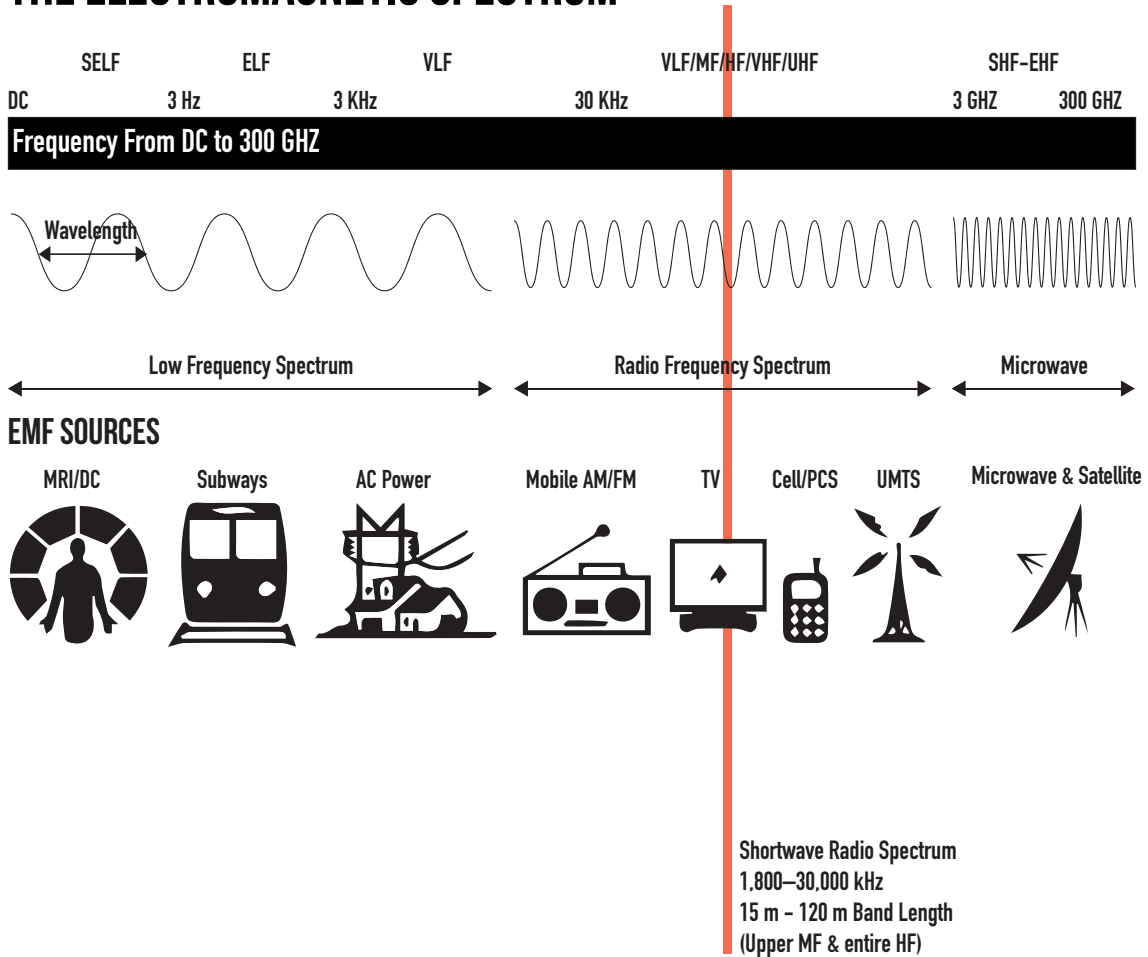 THE ELECTROMAGNETIC SPECTRUM
SELF ELF VLF VLF/MF/HF/VHF/UHF SHF-EHF
DC 3 Hz 3 KHz 30 KHz 3 GHZ 300 GHZ
Frequency From DC to 300 GHZ
Wavelength
Low Frequency Spectrum Radio Frequency Spectrum Microwave
EMF SOURCES
MRI/DC Subways AC Power Mobile AM/FM TV Cell/PCS UMTS Microwave & Satellite
Shortwave Radio Spectrum
1,800–30,000 kHz
15 m - 120 m Band Length
(Upper MF & entire HF)